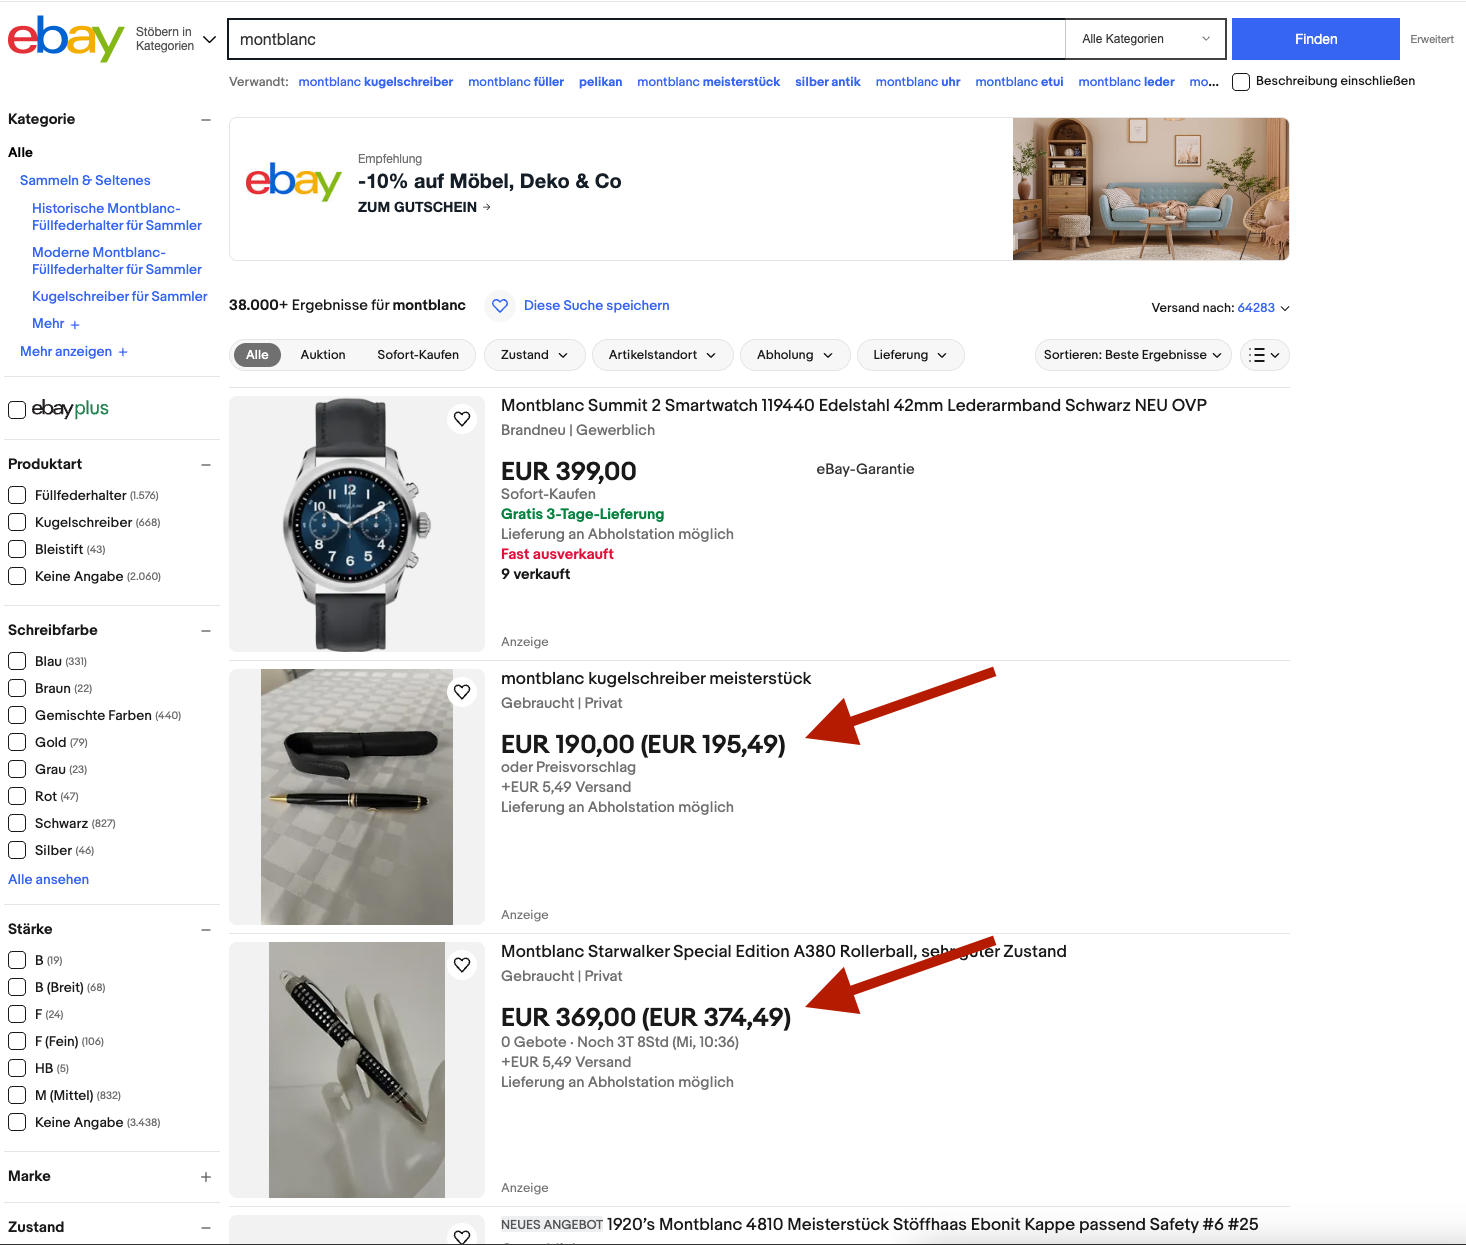 ebay
Stöbern in
Kategorien
montblanc
Alle Kategorien
Finden
Erweitert
Verwandt: montblanc kugelschreiber montblanc füller pelikan montblanc meisterstück silber antik montblanc uhr montblanc etui montblanc leder mo...
Beschreibung einschließen
Kategorie
Alle
Sammeln & Seltenes
Historische Montblanc-
Füllfederhalter für Sammler
Moderne Montblanc-
Füllfederhalter für Sammler
Kugelschreiber für Sammler
Mehr +
Mehr anzeigen +
ebayplus
Produktart
Füllfederhalter (1.576)
Kugelschreiber (668)
Bleistift (43)
Keine Angabe (2.060)
Schreibfarbe
Blau (331)
Braun (22)
Gemischte Farben (440)
Gold (79)
Grau (23)
Rot (47)
Schwarz (827)
Silber (46)
Alle ansehen
Stärke
B (19)
B (Breit) (68)
F (24)
F (Fein) (106)
HB (5)
M (Mittel) (832)
Keine Angabe (3.438)
Marke
Zustand
ebay
Empfehlung
-10% auf Möbel, Deko & Co
ZUM GUTSCHEIN →
38.000+ Ergebnisse für montblanc
Diese Suche speichern
Versand nach: 64283
Alle
Auktion
Sofort-Kaufen
Zustand
Artikelstandort
Abholung
Lieferung
Sortieren: Beste Ergebnisse
Montblanc Summit 2 Smartwatch 119440 Edelstahl 42mm Lederarmband Schwarz NEU OVP
Brandneu | Gewerblich
EUR 399,00
eBay-Garantie
Sofort-Kaufen
Gratis 3-Tage-Lieferung
Lieferung an Abholstation möglich
Fast ausverkauft
9 verkauft
Anzeige
montblanc kugelschreiber meisterstück
Gebraucht | Privat
EUR 190,00 (EUR 195,49)
oder Preisvorschlag
+EUR 5,49 Versand
Lieferung an Abholstation möglich
Anzeige
Montblanc Starwalker Special Edition A380 Rollerball, sehr guter Zustand
Gebraucht | Privat
EUR 369,00 (EUR 374,49)
0 Gebote · Noch 3T 8Std (Mi, 10:36)
+EUR 5,49 Versand
Lieferung an Abholstation möglich
Anzeige
NEUES ANGEBOT 1920's Montblanc 4810 Meisterstück Stöffhaas Ebonit Kappe passend Safety #6 #25